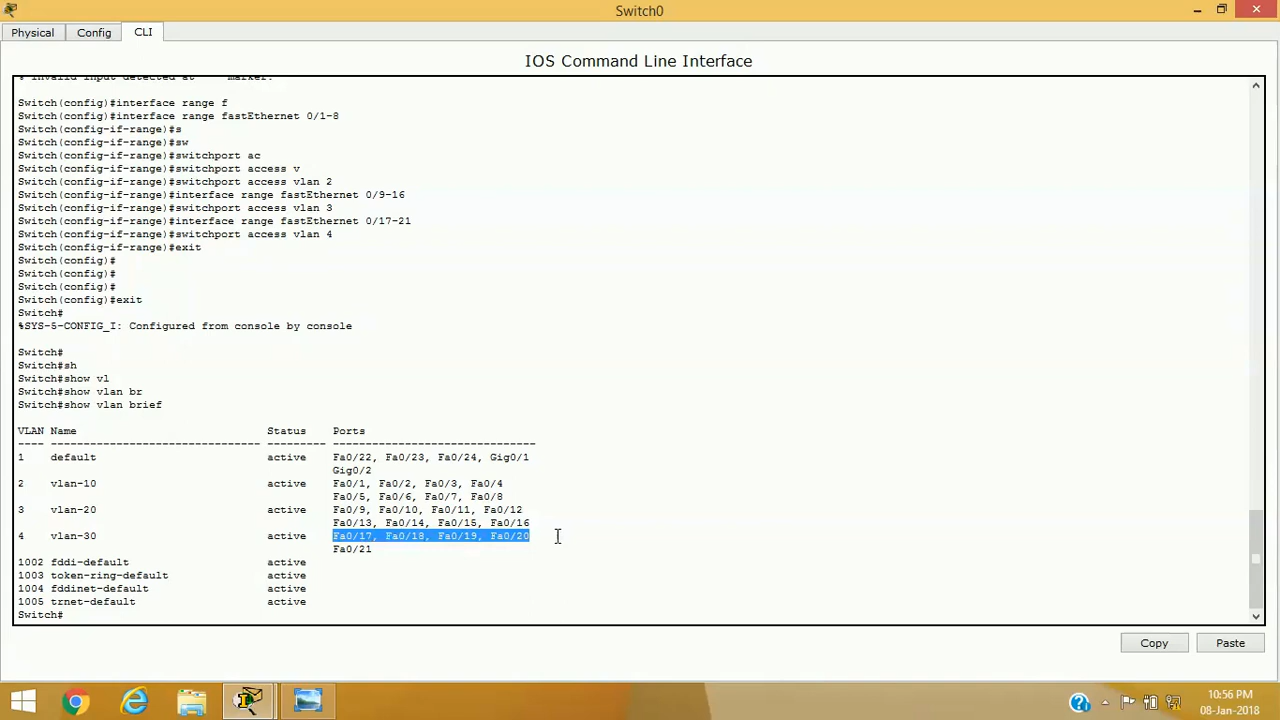 Switch0
Physical Config CLI
IOS Command Line Interface
% Invalid input detected at marker.
Switch(config)#interface range f
Switch(config)#interface range fastEthernet 0/1-8
Switch(config-if-range)#s
Switch(config-if-range)#sw
Switch(config-if-range)#switchport ac
Switch(config-if-range)#switchport access v
Switch(config-if-range)#switchport access vlan 2
Switch(config-if-range)#interface range fastEthernet 0/9-16
Switch(config-if-range)#switchport access vlan 3
Switch(config-if-range)#interface range fastEthernet 0/17-21
Switch(config-if-range)#switchport access vlan 4
Switch(config-if-range)#exit
Switch(config)#
Switch(config)#
Switch(config)#
Switch(config)#exit
Switch#
%SYS-5-CONFIG_I: Configured from console by console
Switch#
Switch#sh
Switch#show vl
Switch#show vlan br
Switch#show vlan brief
VLAN Name Status Ports
---- -------------------------------- --------- -------------------------------
1 default active Fa0/22, Fa0/23, Fa0/24, Gig0/1
Gig0/2
2 vlan-10 active Fa0/1, Fa0/2, Fa0/3, Fa0/4
Fa0/5, Fa0/6, Fa0/7, Fa0/8
3 vlan-20 active Fa0/9, Fa0/10, Fa0/11, Fa0/12
Fa0/13, Fa0/14, Fa0/15, Fa0/16
4 vlan-30 active Fa0/17, Fa0/18, Fa0/19, Fa0/20
Fa0/21
1002 fddi-default active
1003 token-ring-default active
1004 fddinet-default active
1005 trnet-default active
Switch#
Copy Paste
10:56 PM
08-Jan-2018